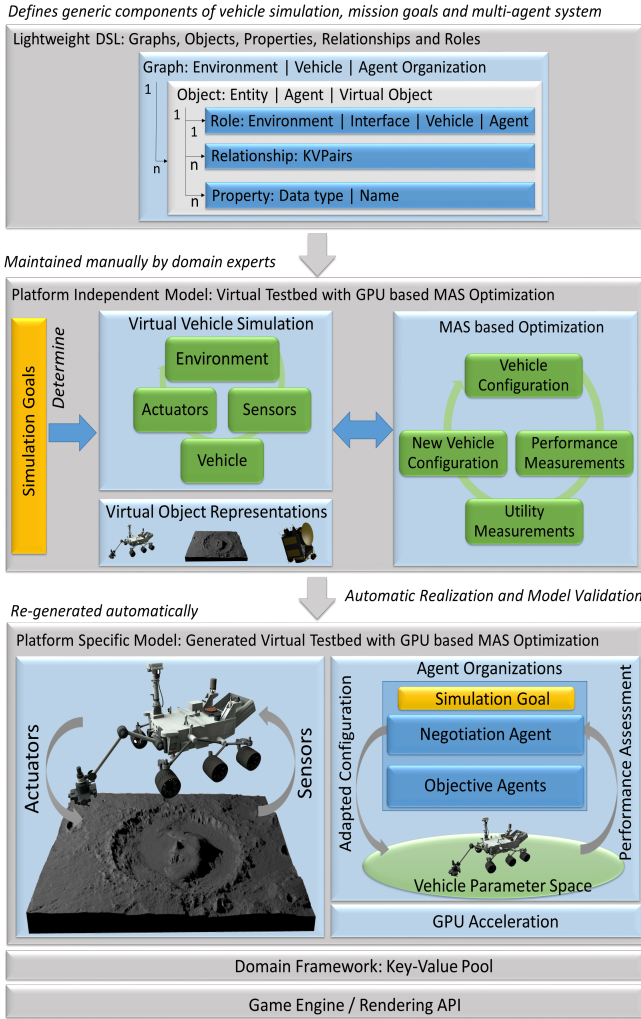 Defines generic components of vehicle simulation, mission goals and multi-agent system
Lightweight DSL: Graphs, Objects, Properties, Relationships and Roles
Graph: Environment | Vehicle | Agent Organization
1
Object: Entity | Agent | Virtual Object
1
Role: Environment | Interface | Vehicle | Agent
1
Relationship: KVPairs
n
n
Property: Data type | Name
n
Maintained manually by domain experts
Platform Independent Model: Virtual Testbed with GPU based MAS Optimization
Simulation Goals
Determine
Virtual Vehicle Simulation
Environment
Actuators
Sensors
Vehicle
Virtual Object Representations
MAS based Optimization
Vehicle
Configuration
New Vehicle
Configuration
Performance
Measurements
Utility
Measurements
Automatic Realization and Model Validation
Re-generated automatically
Platform Specific Model: Generated Virtual Testbed with GPU based MAS Optimization
Actuators
Sensors
Agent Organizations
Simulation Goal
Negotiation Agent
Objective Agents
Adapted Configuration
Performance Assessment
Vehicle Parameter Space
GPU Acceleration
Domain Framework: Key-Value Pool
Game Engine / Rendering API